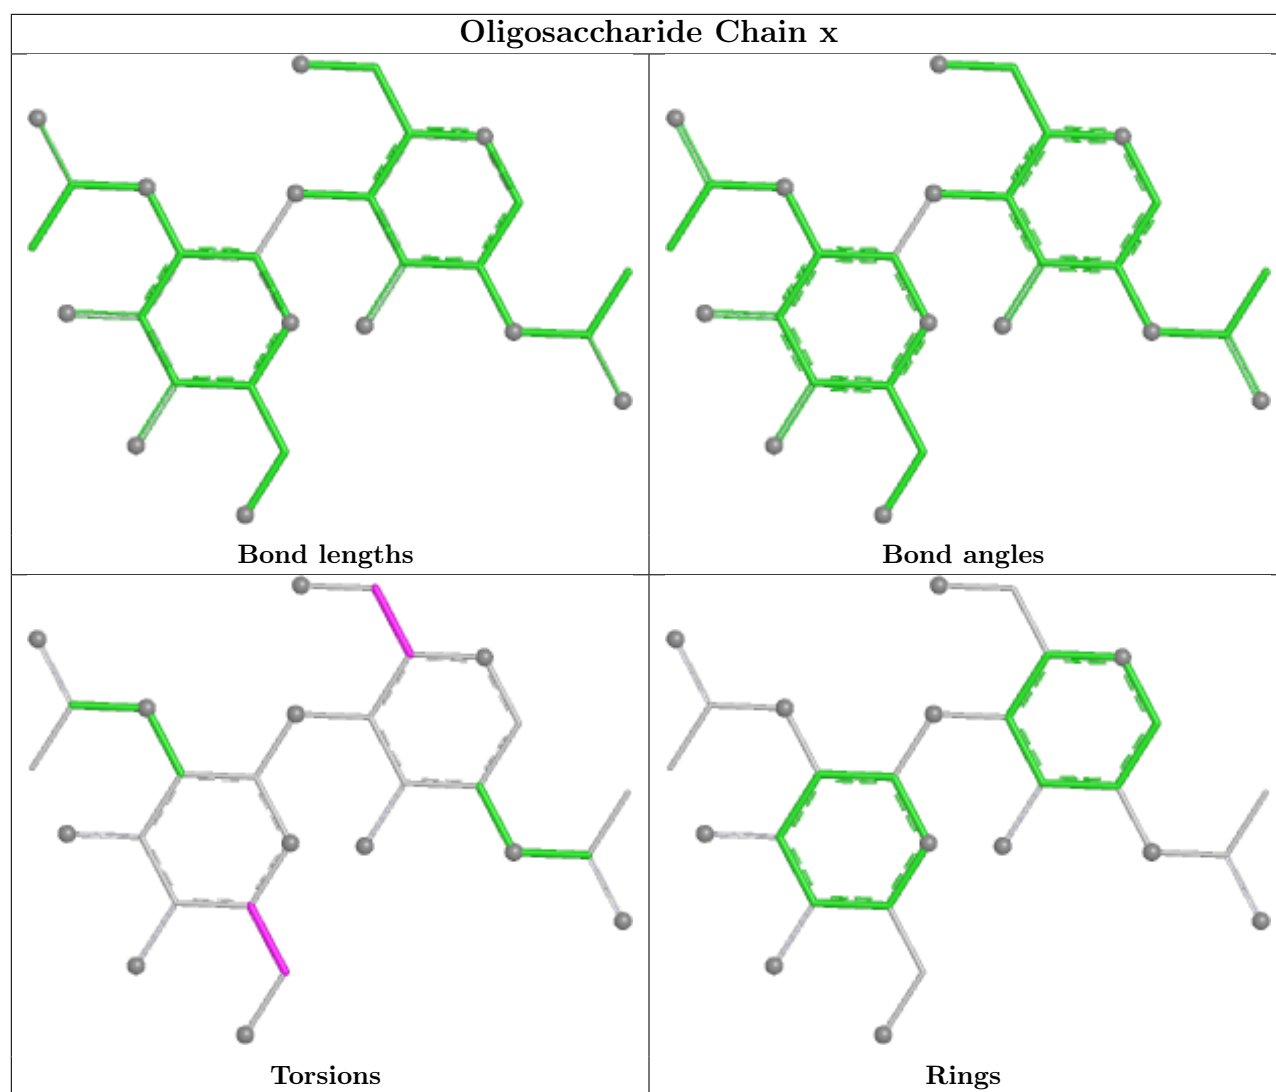 Oligosaccharide Chain x
Bond lengths
Bond angles
Torsions
Rings